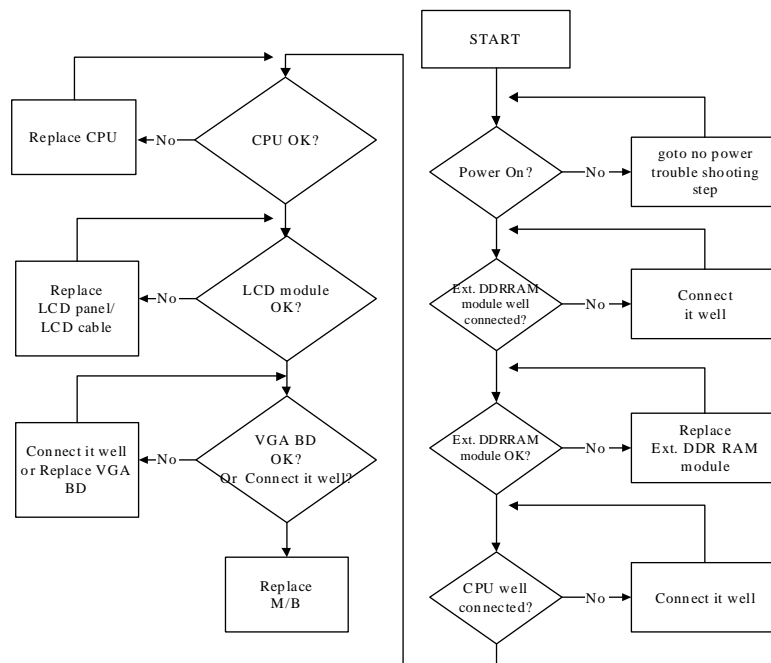 START
Power On?
No
goto no power
trouble shooting
step
Ext. DDRRAM
module well
connected?
No
Connect
it well
Ext. DDRRAM
module OK?
No
Replace
Ext. DDR RAM
module
CPU well
connected?
No
Connect it well
CPU OK?
No
Replace CPU
LCD module
OK?
No
Replace
LCD panel/
LCD cable
VGA BD
OK?
Or Connect it well?
No
Connect it well
or Replace VGA
BD
Replace
M/B